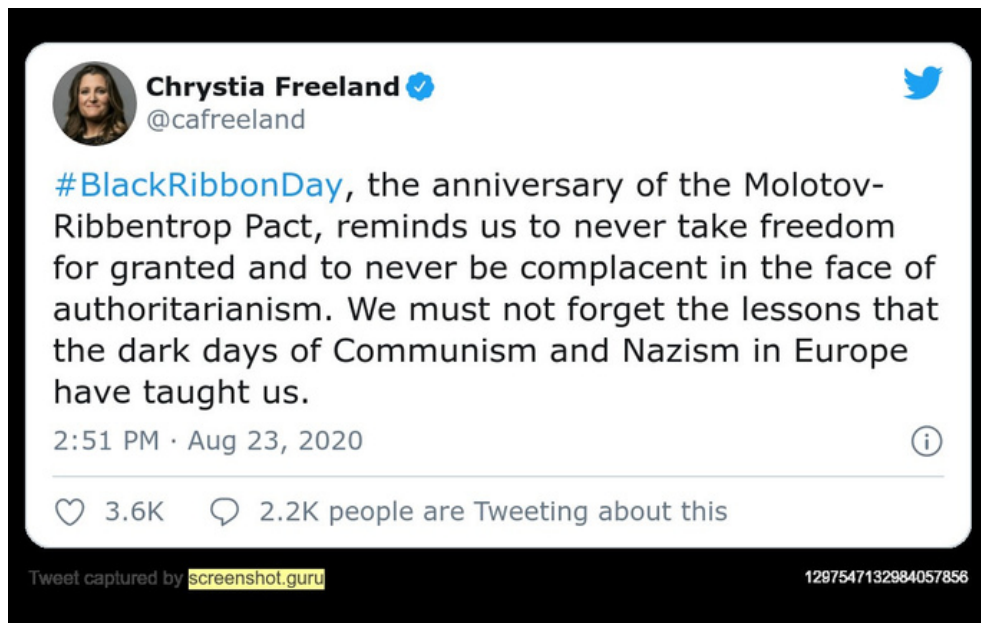 Chrystia Freeland
@cafreeland
#BlackRibbonDay, the anniversary of the Molotov-
Ribbentrop Pact, reminds us to never take freedom
for granted and to never be complacent in the face of
authoritarianism. We must not forget the lessons that
the dark days of Communism and Nazism in Europe
have taught us.
2:51 PM · Aug 23, 2020
3.6K 2.2K people are Tweeting about this
Tweet captured by screenshot.guru 1297547132984057856